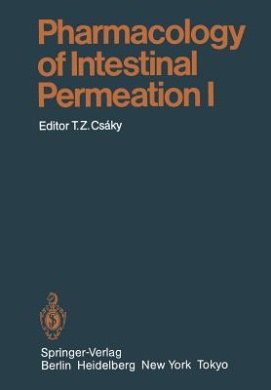 Pharmacology
of Intestinal
Permeation I
Editor T.Z.Csáky
Springer-Verlag
Berlin Heidelberg New York Tokyo